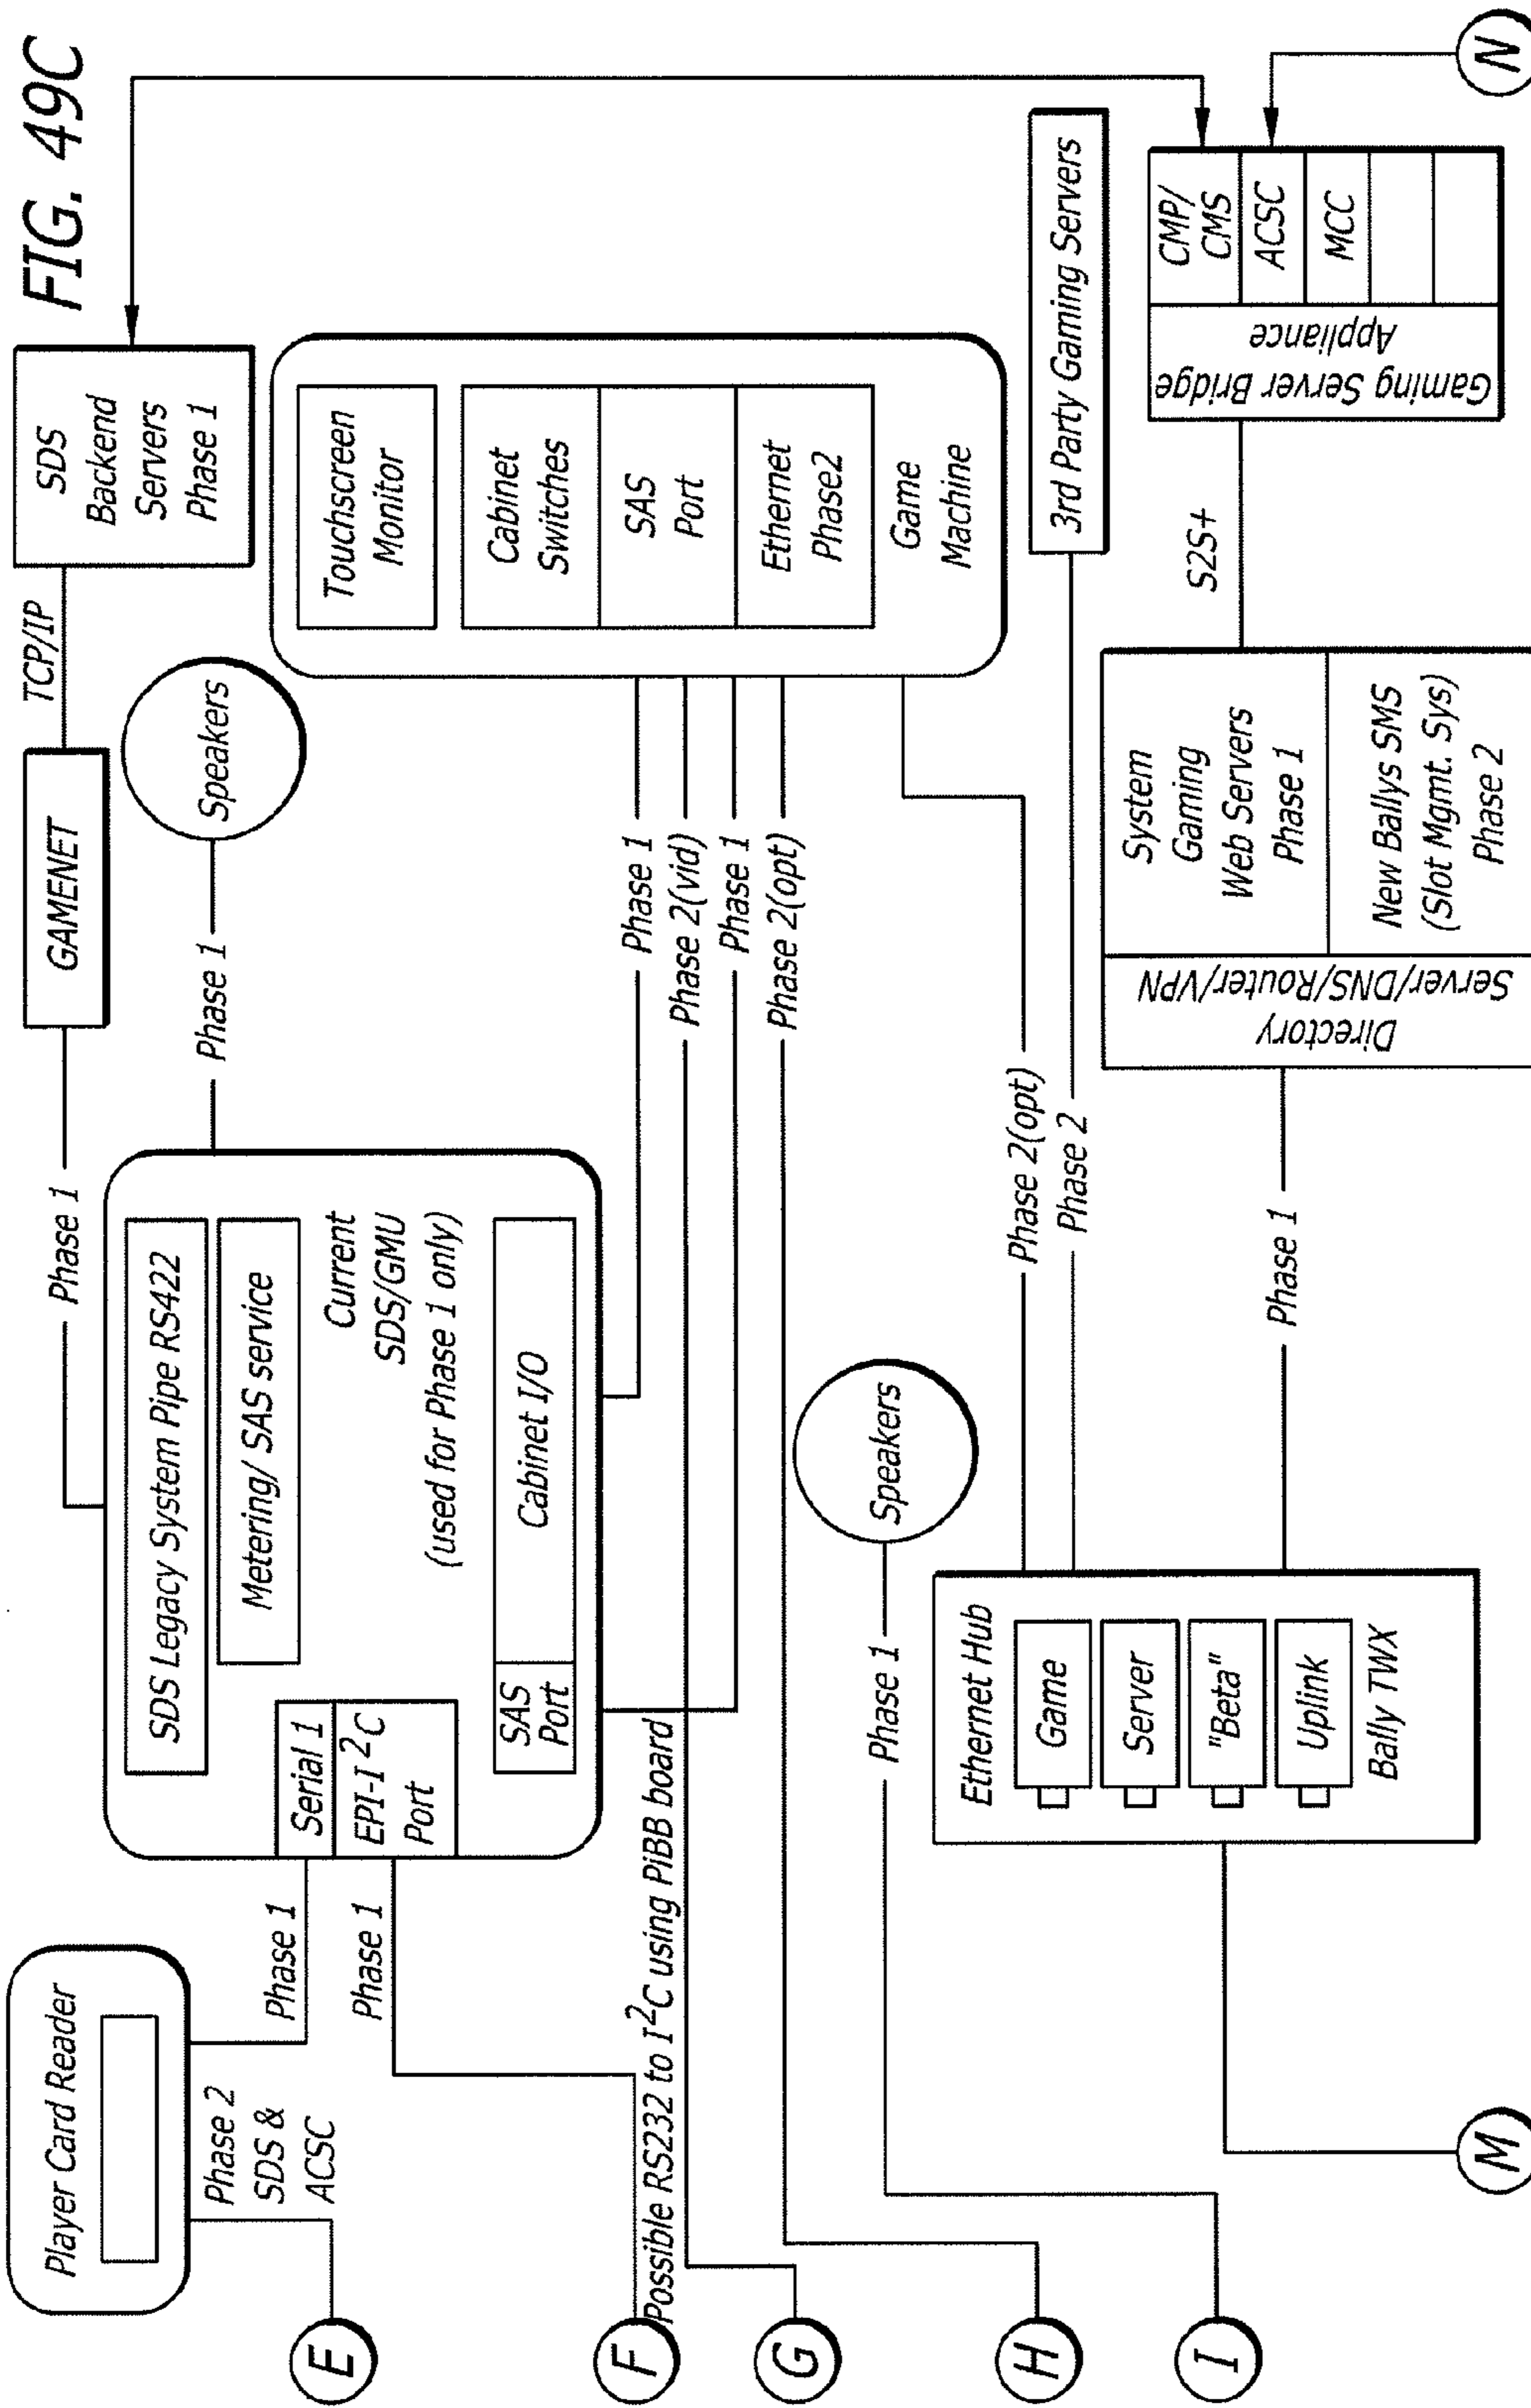 FIG. 49C
Player Card Reader
Phase 2
SDS &
ACSC
Phase 1
Phase 1
E
F
Possible RS232 to I²C using PiBB board
G
H
I
M
N
SDS Legacy System Pipe RS422
Metering/ SAS service
Serial 1
EPI-I²C
Port
Current
SDS/GMU
(used for Phase 1 only)
SAS
Port
Cabinet I/O
Phase 1
GAMENET
TCP/IP
SDS
Backend
Servers
Phase 1
Phase 1
Speakers
Touchscreen
Monitor
Cabinet
Switches
SAS
Port
Ethernet
Phase2
Game
Machine
Phase 1
Phase 2(vid)
Phase 1
Phase 2(opt)
Speakers
Phase 1
Phase 2(opt)
Phase 2
3rd Party Gaming Servers
Ethernet Hub
Game
Server
"Beta"
Uplink
Bally TWX
Phase 1
Directory
Server/DNS/Router/VPN
System
Gaming
Web Servers
Phase 1
New Ballys SMS
(Slot Mgmt. Sys)
Phase 2
S2S+
Gaming Server Bridge
Appliance
CMP/
CMS
ACSC
MCC